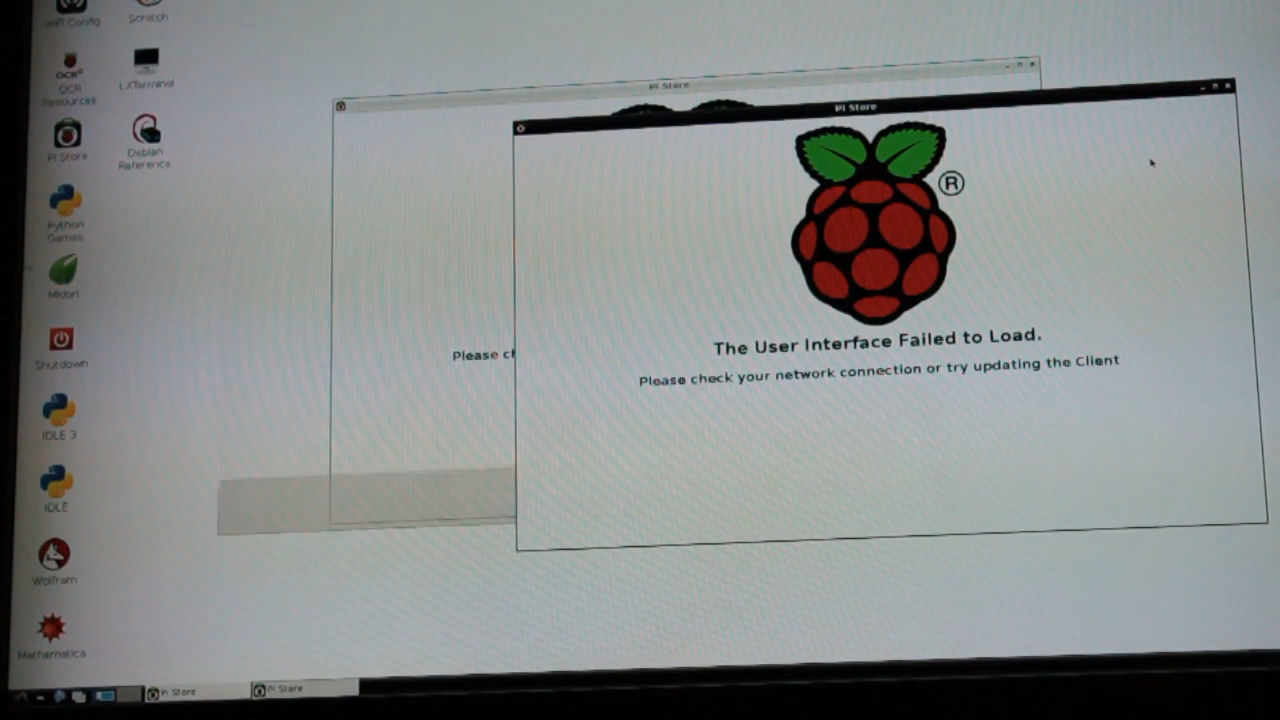 WiFi Config
Scratch
OCR
OCR
Resources
LXTerminal
Pi Store
Debian
Reference
Python
Games
Midori
Shutdown
IDLE 3
IDLE
Wolfram
Mathematica
Pi Store
Please ch
Pi Store
®
The User Interface Failed to Load.
Please check your network connection or try updating the Client
Pi Store
Pi Store